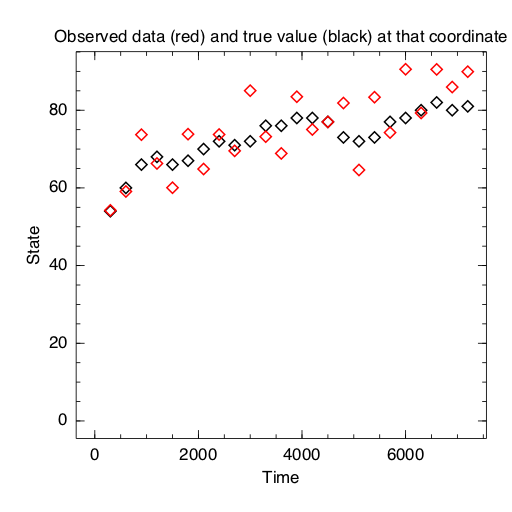 Observed data (red) and true value (black) at that coordinate
80
60
40
20
0
State
0 2000 4000 6000
Time